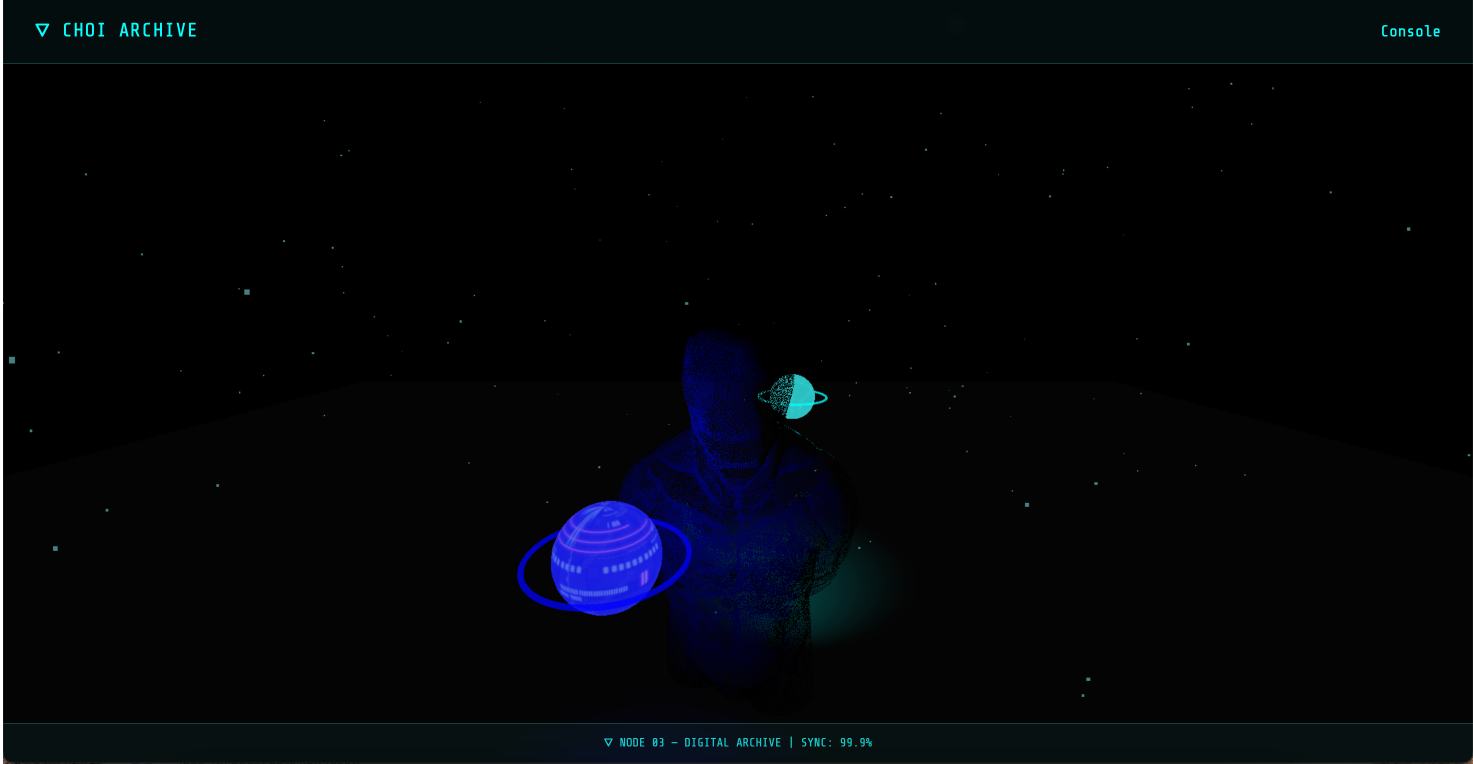 ▽ CHOI ARCHIVE
Console
▽ NODE 03 — DIGITAL ARCHIVE | SYNC: 99.9%